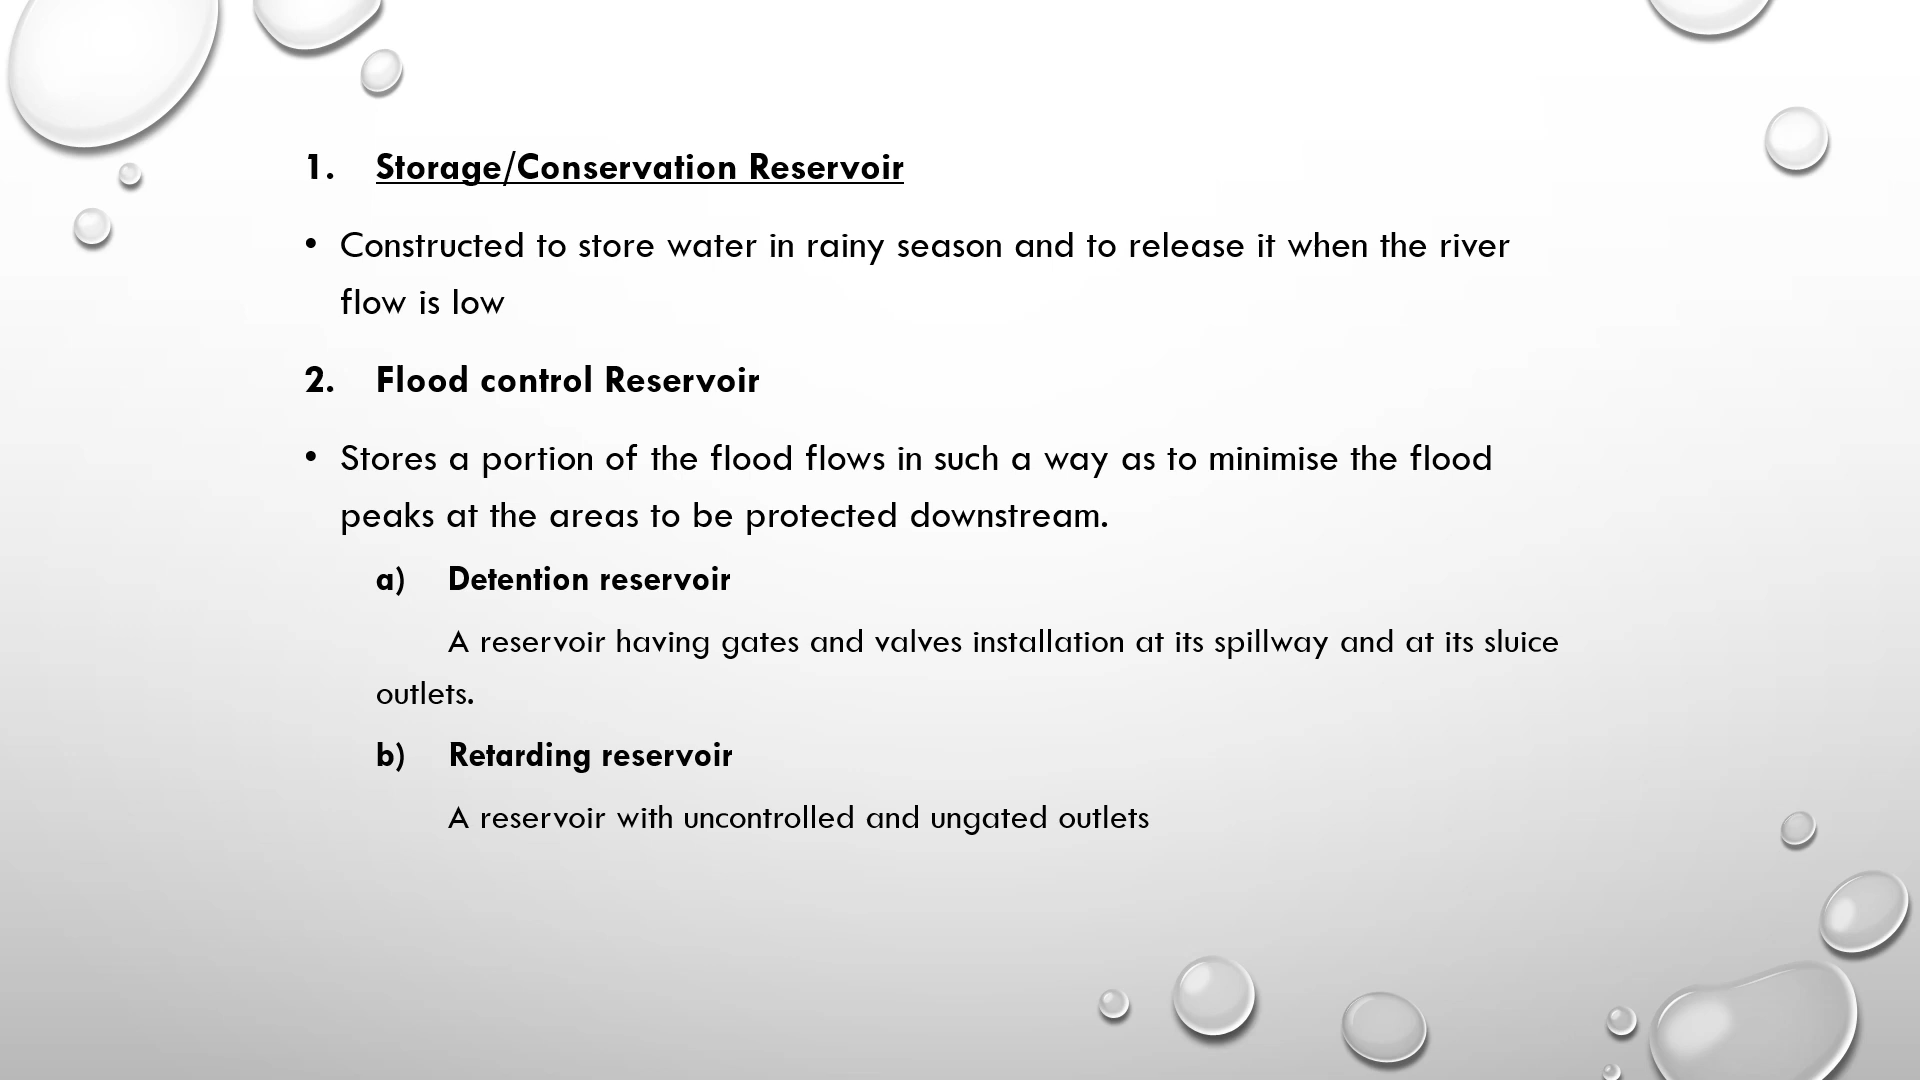 1. Storage/Conservation Reservoir
• Constructed to store water in rainy season and to release it when the river
flow is low
2. Flood control Reservoir
• Stores a portion of the flood flows in such a way as to minimise the flood
peaks at the areas to be protected downstream.
a) Detention reservoir
A reservoir having gates and valves installation at its spillway and at its sluice
outlets.
b) Retarding reservoir
A reservoir with uncontrolled and ungated outlets